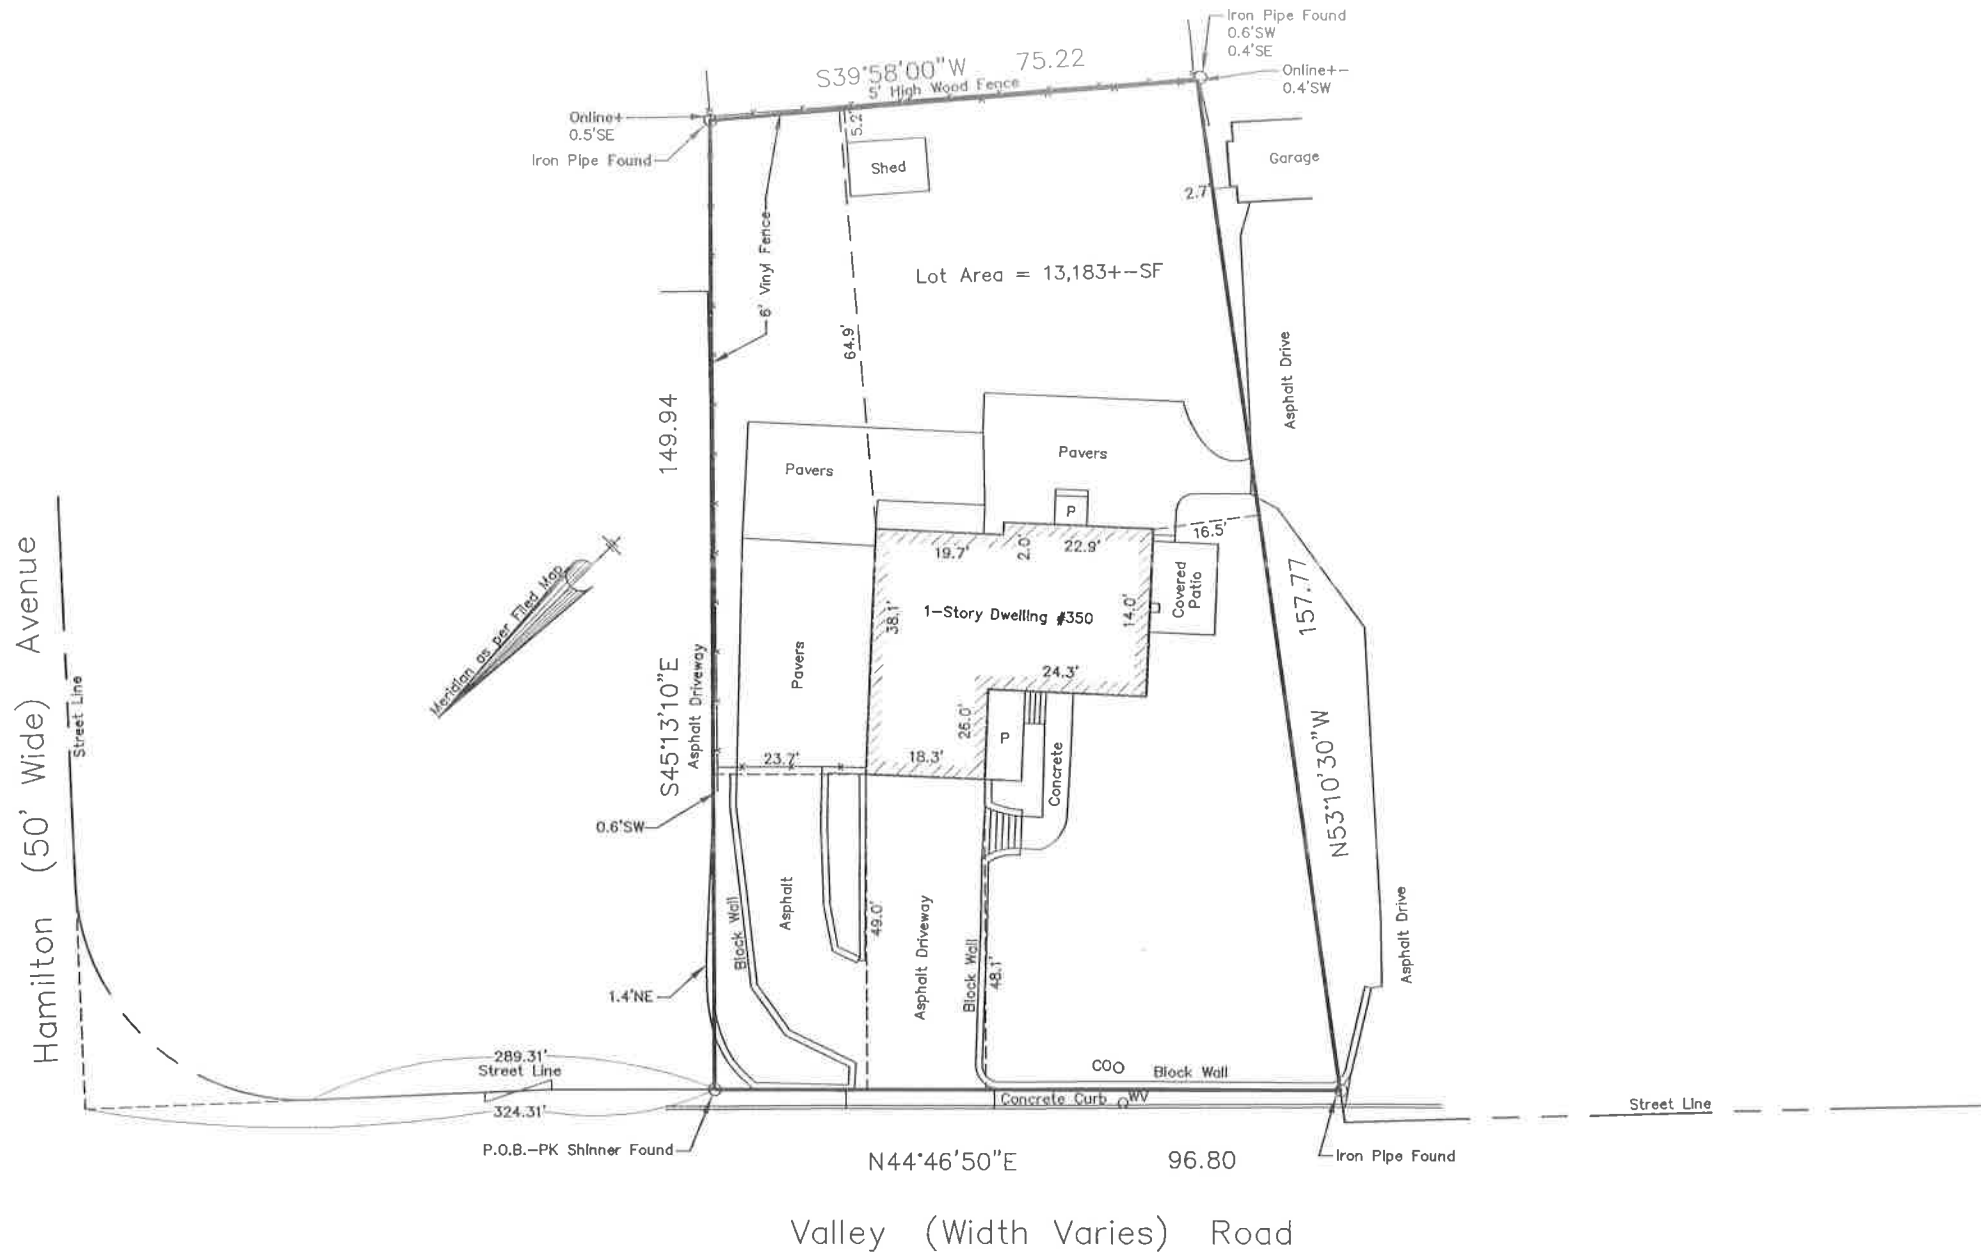 Iron Pipe Found
0.6'SW
0.4'SE
Online+-
0.4'SW
S39°58'00"W 75.22
5' High Wood Fence
Online+
0.5'SE
Iron Pipe Found
5.2'
Shed
Garage
2.7'
6' Vinyl Fence
Lot Area = 13,183+-SF
64.9'
Asphalt Drive
149.94
Pavers
Pavers
P
16.5'
19.7'
2.0'
22.9'
Covered
Patio
157.77
Meridian as per Filed Map
38.1'
1-Story Dwelling #350
14.0'
Hamilton (50' Wide) Avenue
Street Line
S45°13'10"E
Asphalt Driveway
Pavers
24.3'
26.0'
P
N53°10'30"W
23.7'
18.3'
Concrete
0.6'SW
Asphalt
Block Wall
49.0'
Asphalt Driveway
Block Wall
48.1'
Asphalt Drive
1.4'NE
289.31'
Street Line
324.31'
CO
Block Wall
Concrete Curb
WV
Street Line
P.O.B.-PK Shinner Found
N44°46'50"E 96.80
Iron Pipe Found
Valley (Width Varies) Road